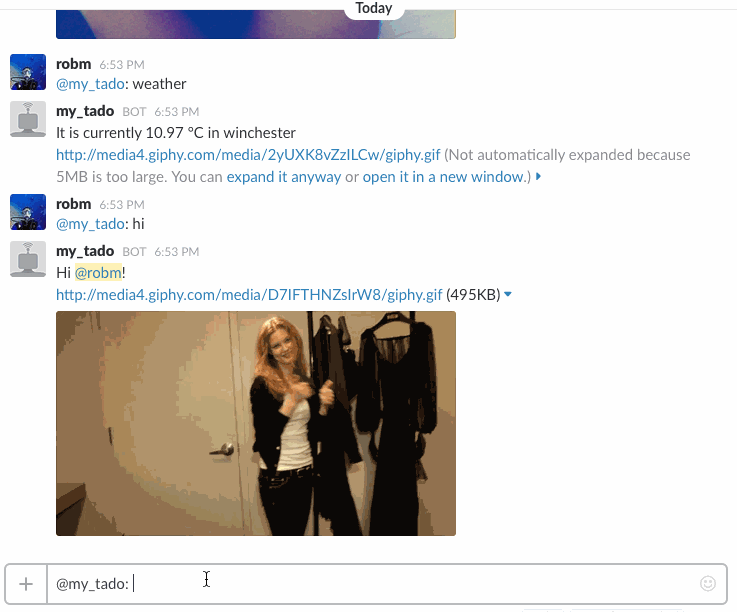 Today
robm 6:53 PM
@my_tado: weather
my_tado BOT 6:53 PM
It is currently 10.97 °C in winchester
http://media4.giphy.com/media/2yUXK8vZzILCw/giphy.gif (Not automatically expanded because
5MB is too large. You can expand it anyway or open it in a new window.)
robm 6:53 PM
@my_tado: hi
my_tado BOT 6:53 PM
Hi @robm!
http://media4.giphy.com/media/D7IFTHNZsIrW8/giphy.gif (495KB)
@my_tado: